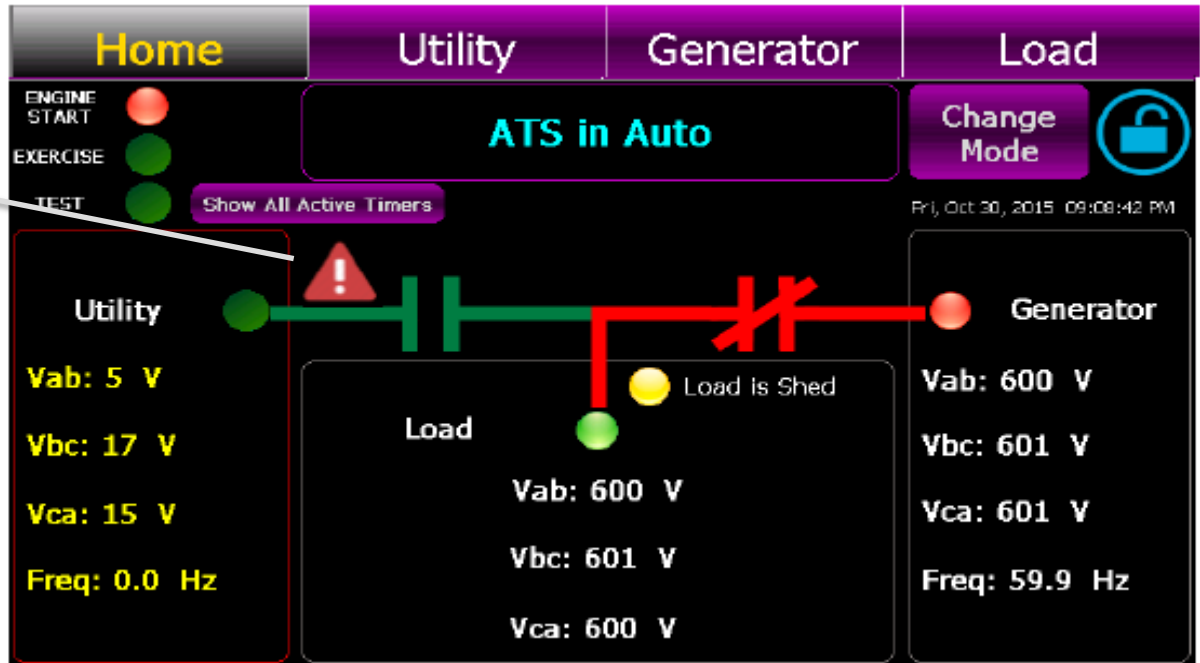 Home Utility Generator Load
ENGINE
START
ATS in Auto
Change
Mode
EXERCISE
TEST
Show All Active Timers
Fri, Oct 30, 2015 09:08:42 PM
Utility
Vab: 5 V
Vbc: 17 V
Vca: 15 V
Freq: 0.0 Hz
Load is Shed
Load
Vab: 600 V
Vbc: 601 V
Vca: 600 V
Generator
Vab: 600 V
Vbc: 601 V
Vca: 601 V
Freq: 59.9 Hz